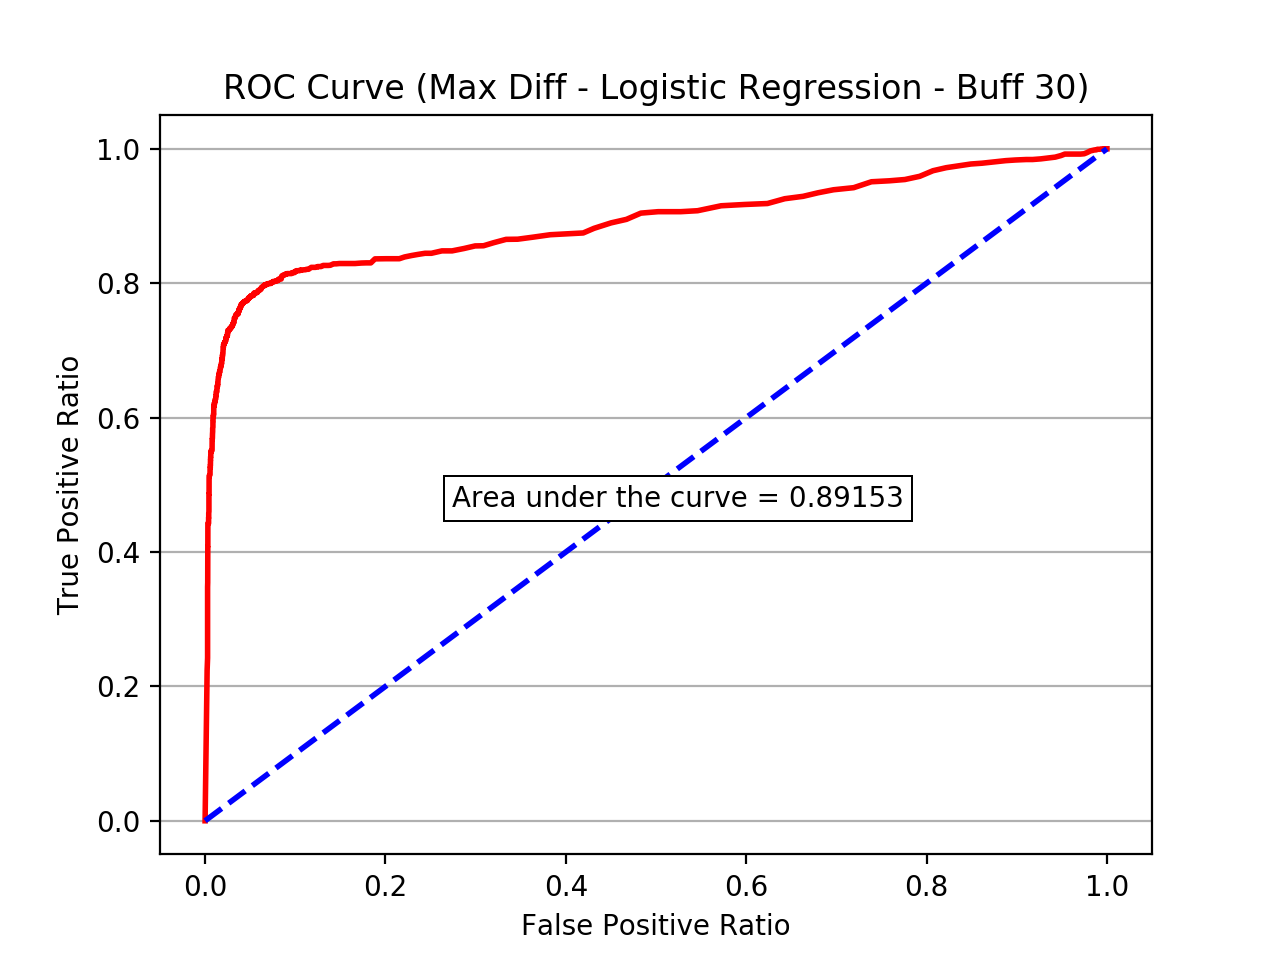 ROC Curve (Max Diff - Logistic Regression - Buff 30)
1.0
0.8
0.6
0.4
0.2
0.0
True Positive Ratio
Area under the curve = 0.89153
0.0 0.2 0.4 0.6 0.8 1.0
False Positive Ratio